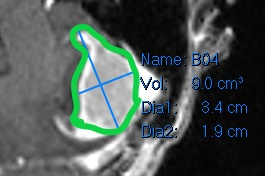 Name: B04
Vol: 9.0 cm³
Dia1: 3.4 cm
Dia2: 1.9 cm